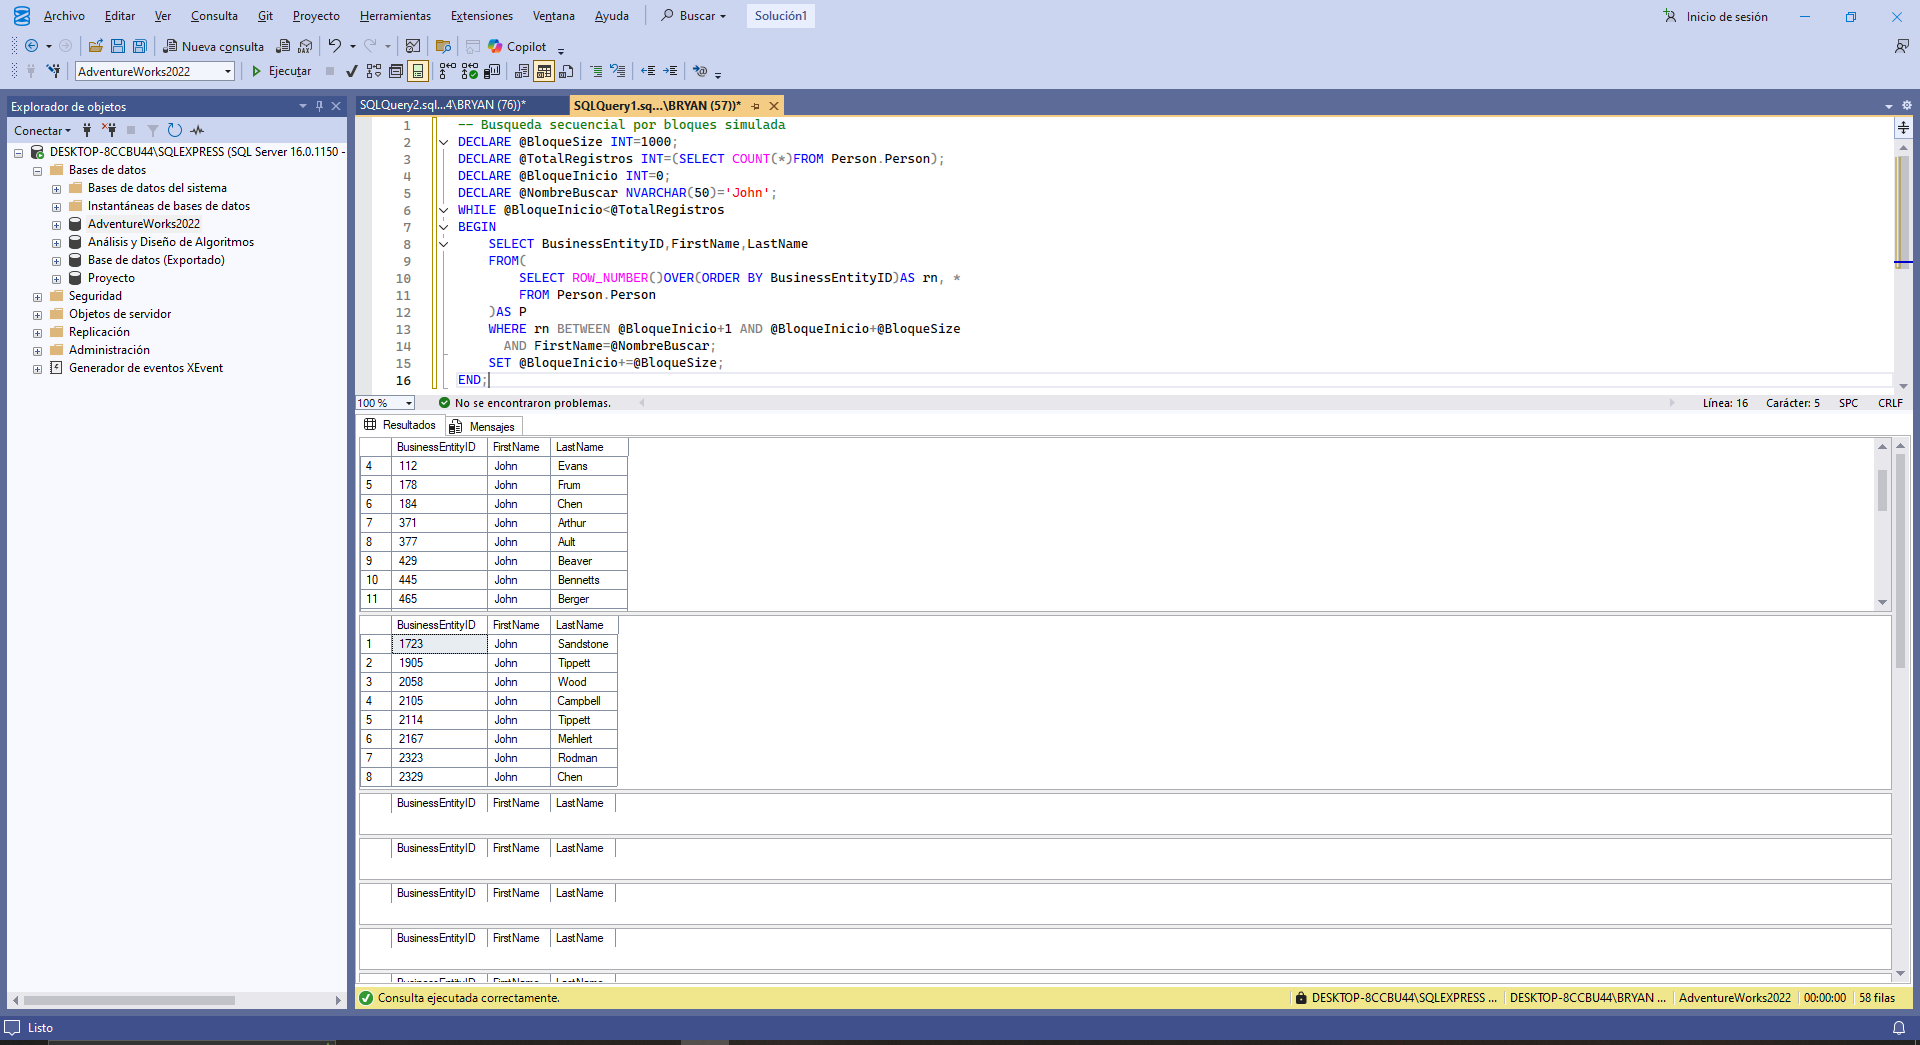 Archivo Editar Ver Consulta Git Proyecto Herramientas Extensiones Ventana Ayuda Buscar Solución1 Inicio de sesión
Nueva consulta DAX Copilot
AdventureWorks2022 Ejecutar
Explorador de objetos
Conectar
DESKTOP-8CCBU44\SQLEXPRESS (SQL Server 16.0.1150 -
Bases de datos
Bases de datos del sistema
Instantáneas de bases de datos
AdventureWorks2022
Análisis y Diseño de Algoritmos
Base de datos (Exportado)
Proyecto
Seguridad
Objetos de servidor
Replicación
Administración
Generador de eventos XEvent
SQLQuery2.sql...4\BRYAN (76))* SQLQuery1.sq...\BRYAN (57))*
1 -- Busqueda secuencial por bloques simulada
2 DECLARE @BloqueSize INT=1000;
3 DECLARE @TotalRegistros INT=(SELECT COUNT(*)FROM Person.Person);
4 DECLARE @BloqueInicio INT=0;
5 DECLARE @NombreBuscar NVARCHAR(50)='John';
6 WHILE @BloqueInicio<@TotalRegistros
7 BEGIN
8 SELECT BusinessEntityID,FirstName,LastName
9 FROM(
10 SELECT ROW_NUMBER()OVER(ORDER BY BusinessEntityID)AS rn, *
11 FROM Person.Person
12 )AS P
13 WHERE rn BETWEEN @BloqueInicio+1 AND @BloqueInicio+@BloqueSize
14 AND FirstName=@NombreBuscar;
15 SET @BloqueInicio+=@BloqueSize;
16 END;
100 % No se encontraron problemas. Línea: 16 Carácter: 5 SPC CRLF
Resultados Mensajes
BusinessEntityID FirstName LastName
4 112 John Evans
5 178 John Frum
6 184 John Chen
7 371 John Arthur
8 377 John Ault
9 429 John Beaver
10 445 John Bennetts
11 465 John Berger
BusinessEntityID FirstName LastName
1 1723 John Sandstone
2 1905 John Tippett
3 2058 John Wood
4 2105 John Campbell
5 2114 John Tippett
6 2167 John Mehlert
7 2323 John Rodman
8 2329 John Chen
BusinessEntityID FirstName LastName
BusinessEntityID FirstName LastName
BusinessEntityID FirstName LastName
BusinessEntityID FirstName LastName
BusinessEntityID FirstName LastName
Consulta ejecutada correctamente. DESKTOP-8CCBU44\SQLEXPRESS ... DESKTOP-8CCBU44\BRYAN ... AdventureWorks2022 00:00:00 58 filas
Listo